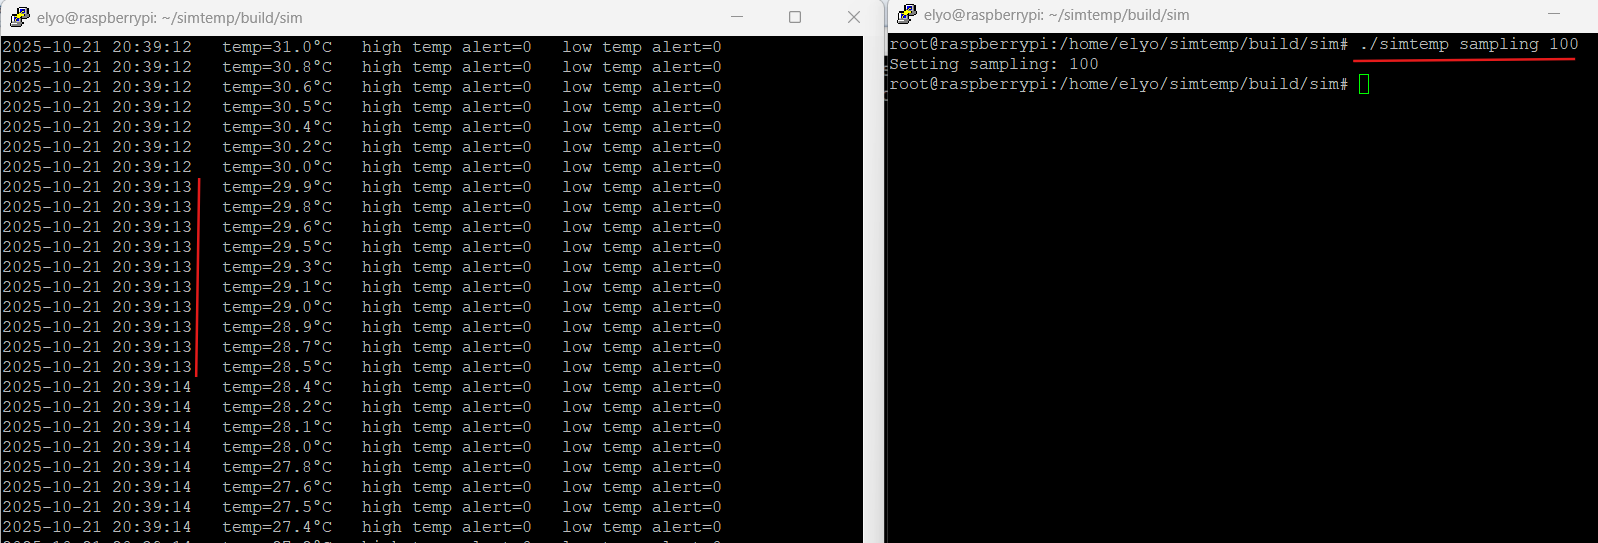 elyo@raspberrypi: ~/simtemp/build/sim
2025-10-21 20:39:12   temp=31.0°C   high temp alert=0   low temp alert=0
2025-10-21 20:39:12   temp=30.8°C   high temp alert=0   low temp alert=0
2025-10-21 20:39:12   temp=30.6°C   high temp alert=0   low temp alert=0
2025-10-21 20:39:12   temp=30.5°C   high temp alert=0   low temp alert=0
2025-10-21 20:39:12   temp=30.4°C   high temp alert=0   low temp alert=0
2025-10-21 20:39:12   temp=30.2°C   high temp alert=0   low temp alert=0
2025-10-21 20:39:12   temp=30.0°C   high temp alert=0   low temp alert=0
2025-10-21 20:39:13   temp=29.9°C   high temp alert=0   low temp alert=0
2025-10-21 20:39:13   temp=29.8°C   high temp alert=0   low temp alert=0
2025-10-21 20:39:13   temp=29.6°C   high temp alert=0   low temp alert=0
2025-10-21 20:39:13   temp=29.5°C   high temp alert=0   low temp alert=0
2025-10-21 20:39:13   temp=29.3°C   high temp alert=0   low temp alert=0
2025-10-21 20:39:13   temp=29.1°C   high temp alert=0   low temp alert=0
2025-10-21 20:39:13   temp=29.0°C   high temp alert=0   low temp alert=0
2025-10-21 20:39:13   temp=28.9°C   high temp alert=0   low temp alert=0
2025-10-21 20:39:13   temp=28.7°C   high temp alert=0   low temp alert=0
2025-10-21 20:39:13   temp=28.5°C   high temp alert=0   low temp alert=0
2025-10-21 20:39:14   temp=28.4°C   high temp alert=0   low temp alert=0
2025-10-21 20:39:14   temp=28.2°C   high temp alert=0   low temp alert=0
2025-10-21 20:39:14   temp=28.1°C   high temp alert=0   low temp alert=0
2025-10-21 20:39:14   temp=28.0°C   high temp alert=0   low temp alert=0
2025-10-21 20:39:14   temp=27.8°C   high temp alert=0   low temp alert=0
2025-10-21 20:39:14   temp=27.6°C   high temp alert=0   low temp alert=0
2025-10-21 20:39:14   temp=27.5°C   high temp alert=0   low temp alert=0
2025-10-21 20:39:14   temp=27.4°C   high temp alert=0   low temp alert=0
elyo@raspberrypi: ~/simtemp/build/sim
root@raspberrypi:/home/elyo/simtemp/build/sim# ./simtemp sampling 100
Setting sampling: 100
root@raspberrypi:/home/elyo/simtemp/build/sim#